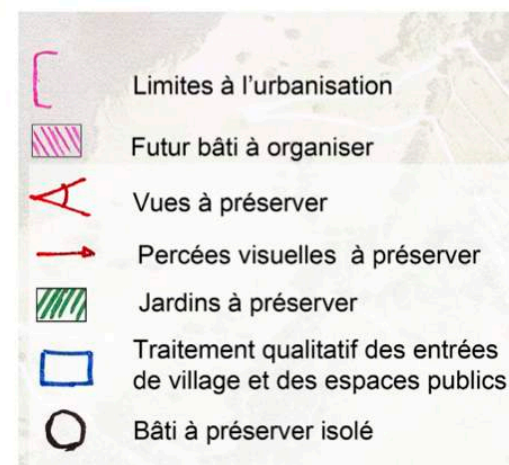 Limites à l'urbanisation
Futur bâti à organiser
Vues à préserver
Percées visuelles à préserver
Jardins à préserver
Traitement qualitatif des entrées
de village et des espaces publics
Bâti à préserver isolé